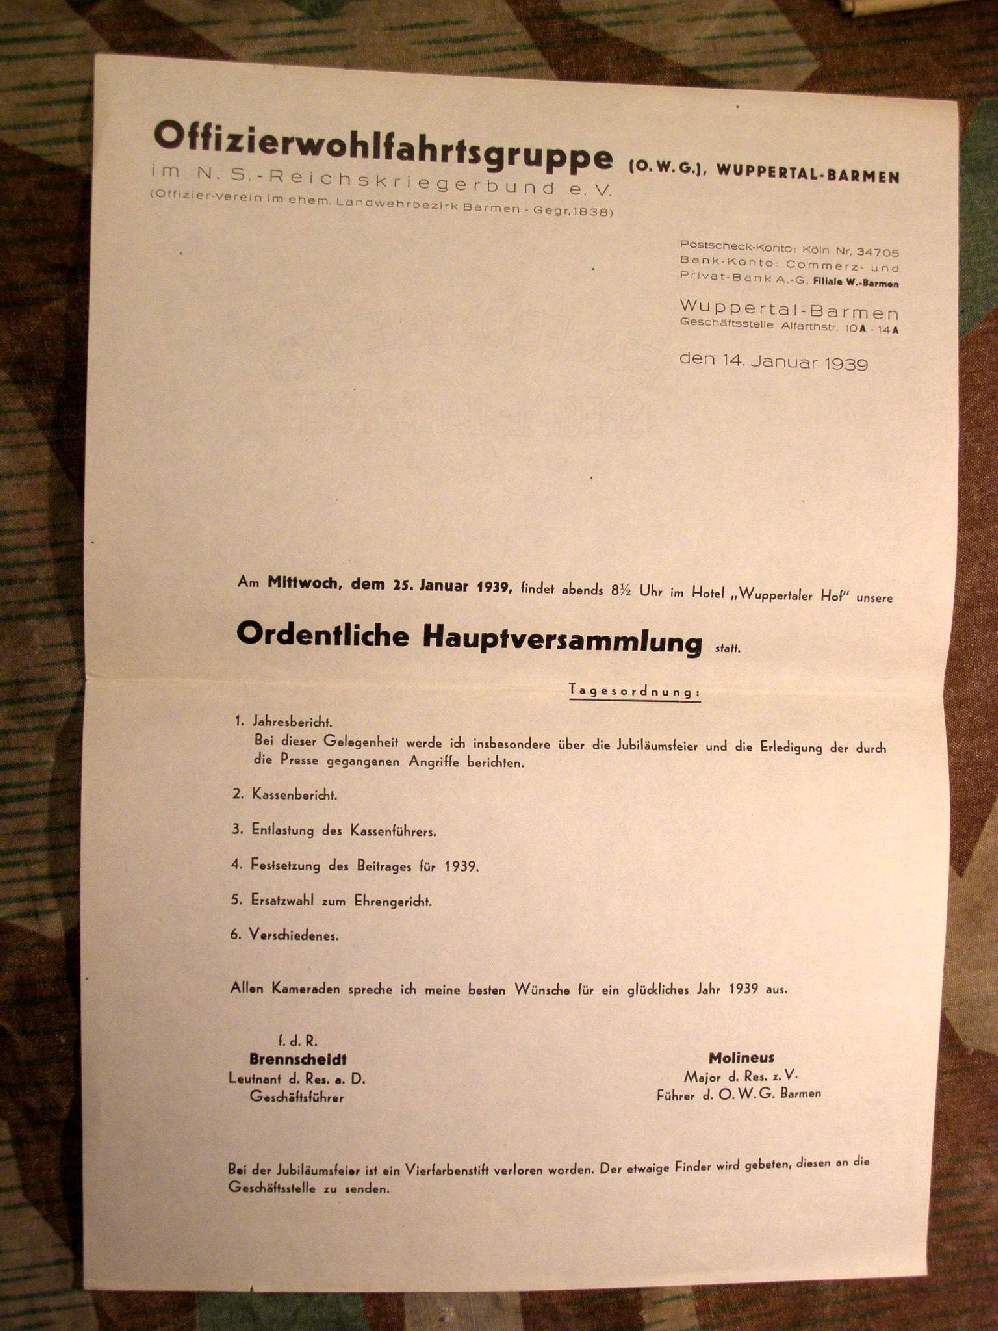 Offizierwohlfahrtsgruppe (O.W.G.), WUPPERTAL-BARMEN
im N. S.-Reichskriegerbund e. V.
(Offizier-Verein im ehem. Landwehrbezirk Barmen - Gegr. 1838)
Postscheck-Konto: Köln Nr. 34705
Bank-Konto: Commerz- und
Privat-Bank A.-G. Filiale W.-Barmen
Wuppertal-Barmen
Geschäftsstelle Alfarthstr. 10A - 14A
den 14. Januar 1939
Am Mittwoch, dem 25. Januar 1939, findet abends 8½ Uhr im Hotel „Wuppertaler Hof“ unsere
Ordentliche Hauptversammlung statt.
Tagesordnung:
1. Jahresbericht.
Bei dieser Gelegenheit werde ich insbesondere über die Jubiläumsfeier und die Erledigung der durch
die Presse gegangenen Angriffe berichten.
2. Kassenbericht.
3. Entlastung des Kassenführers.
4. Festsetzung des Beitrages für 1939.
5. Ersatzwahl zum Ehrengericht.
6. Verschiedenes.
Allen Kameraden spreche ich meine besten Wünsche für ein glückliches Jahr 1939 aus.
f. d. R.
Brennscheidt
Leutnant d. Res. a. D.
Geschäftsführer
Molineus
Major d. Res. z. V.
Führer d. O. W. G. Barmen
Bei der Jubiläumsfeier ist ein Vierfarbenstift verloren worden. Der etwaige Finder wird gebeten, diesen an die
Geschäftsstelle zu senden.